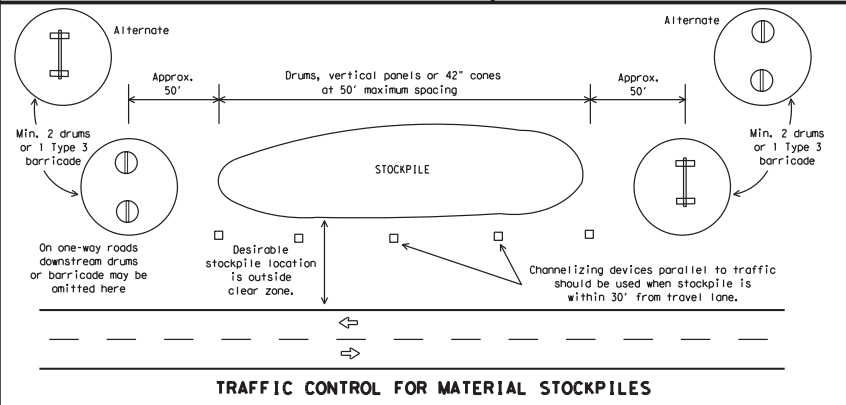 Alternate
Alternate
Approx.
50'
Drums, vertical panels or 42" cones
at 50' maximum spacing
Approx.
50'
Min. 2 drums
or 1 Type 3
barricade
Min. 2 drums
or 1 Type 3
barricade
STOCKPILE
On one-way roads
downstream drums
or barricade may be
omitted here
Desirable
stockpile location
is outside
clear zone.
Channelizing devices parallel to traffic
should be used when stockpile is
within 30' from travel lane.
TRAFFIC CONTROL FOR MATERIAL STOCKPILES